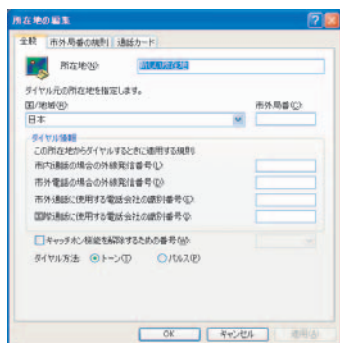 所在地の編集
全般 市外局番の規則 通話カード
所在地(N): 新しい所在地
ダイヤル元の所在地を指定します。
国/地域(R): 市外局番(C):
日本
ダイヤル情報
この所在地からダイヤルするときに適用する規則
市内通話の場合の外線発信番号(L):
市外電話の場合の外線発信番号(D):
市外通話に使用する電話会社の識別番号(E):
国際通話に使用する電話会社の識別番号
キャッチホン機能を解除するための番号(W):
ダイヤル方法: トーン(T) パルス(P)
OK キャンセル 適用(A)